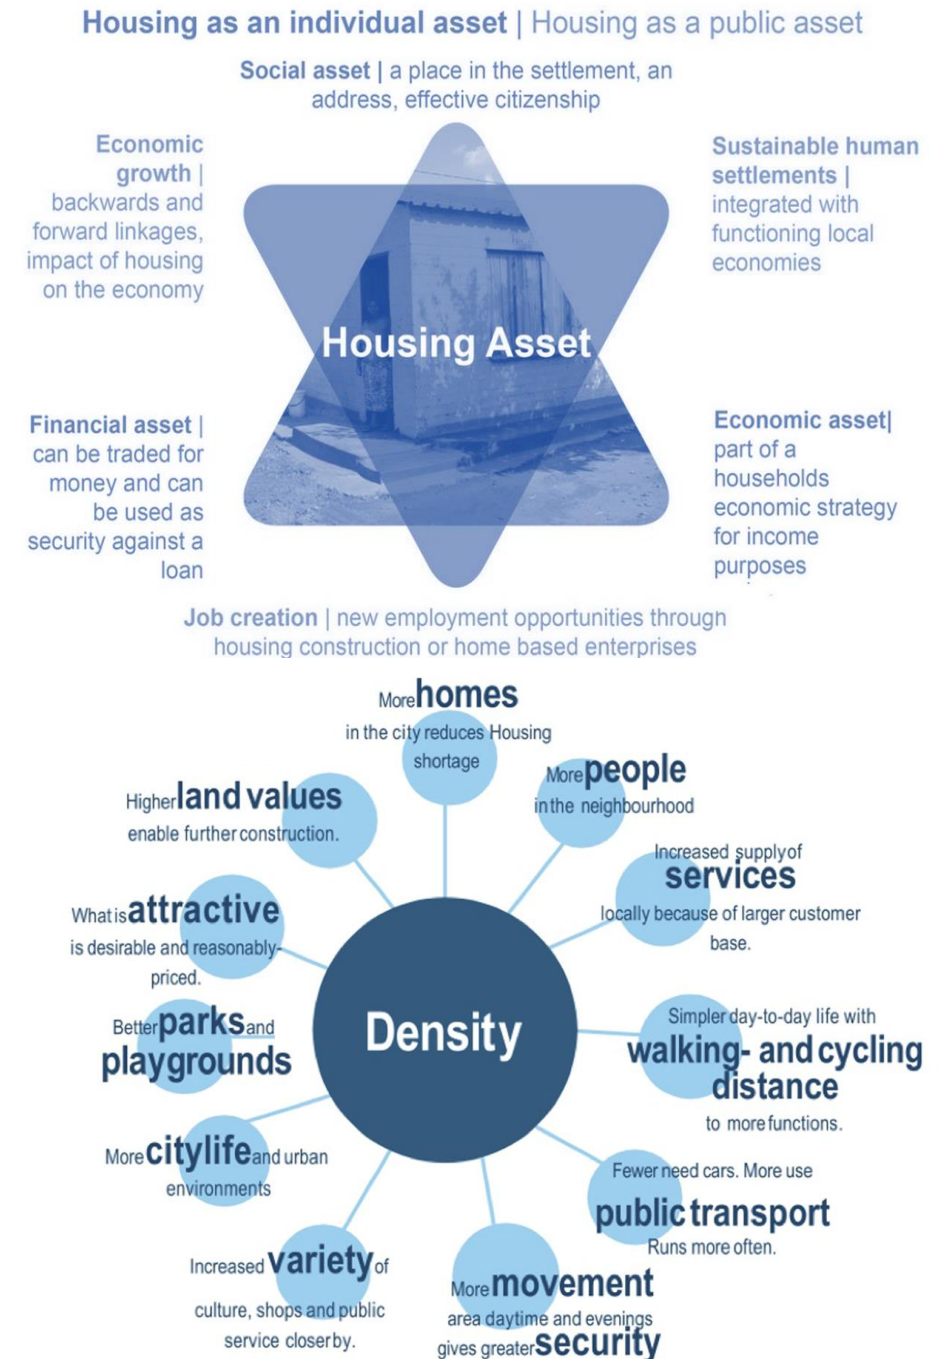 Housing as an individual asset | Housing as a public asset
Social asset | a place in the settlement, an
address, effective citizenship
Economic
growth |
backwards and
forward linkages,
impact of housing
on the economy
Sustainable human
settlements |
integrated with
functioning local
economies
Housing Asset
Financial asset |
can be traded for
money and can
be used as
security against a
loan
Economic asset|
part of a
households
economic strategy
for income
purposes
Job creation | new employment opportunities through
housing construction or home based enterprises
More homes
in the city reduces Housing
shortage
More people
in the neighbourhood
Increased supply of
services
locally because of larger customer
base.
Simpler day-to-day life with
walking- and cycling
distance
to more functions.
Fewer need cars. More use
public transport
Runs more often.
More movement
area daytime and evenings
gives greater security
Increased variety of
culture, shops and public
service closer by.
More city life and urban
environments
Better parks and
playgrounds
What is attractive
is desirable and reasonably-
priced.
Higher land values
enable further construction.
Density